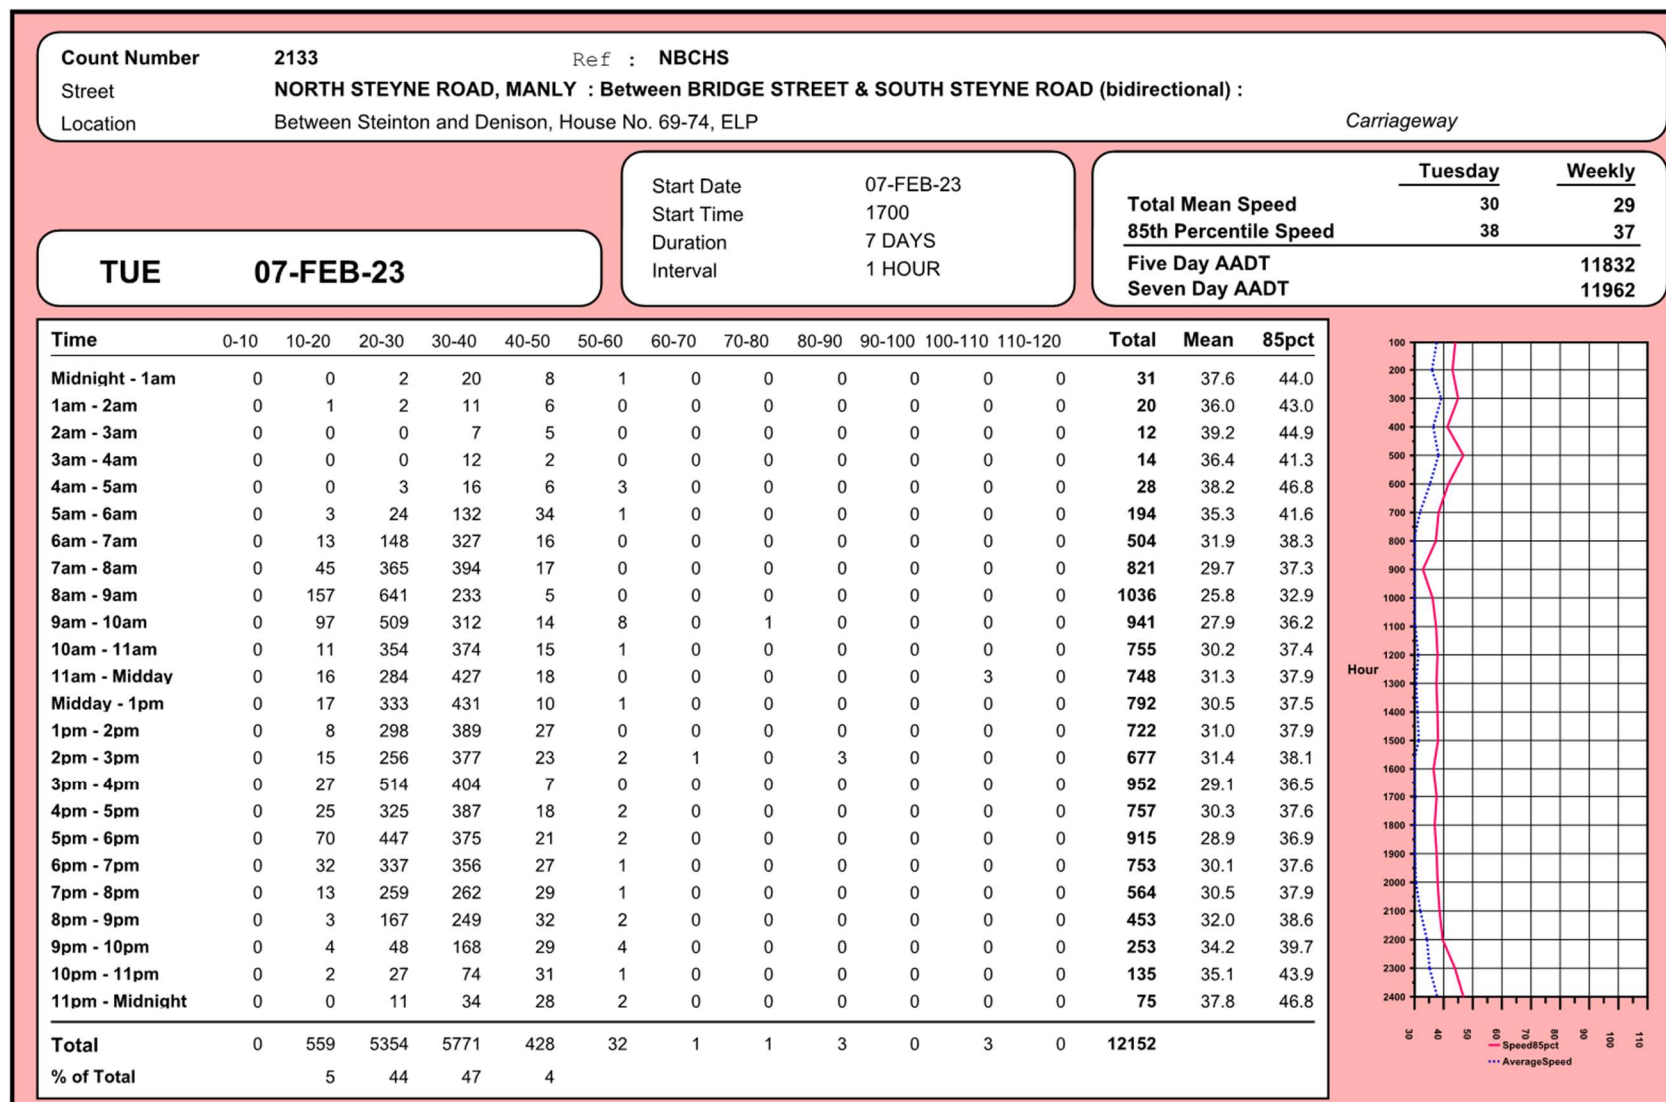 Count Number 2133 Ref : NBCHS
Street NORTH STEYNE ROAD, MANLY : Between BRIDGE STREET & SOUTH STEYNE ROAD (bidirectional) :
Location Between Steinton and Denison, House No. 69-74, ELP Carriageway
TUE 07-FEB-23
Start Date 07-FEB-23
Start Time 1700
Duration 7 DAYS
Interval 1 HOUR
Tuesday Weekly
Total Mean Speed 30 29
85th Percentile Speed 38 37
Five Day AADT 11832
Seven Day AADT 11962
Time 0-10 10-20 20-30 30-40 40-50 50-60 60-70 70-80 80-90 90-100 100-110 110-120 Total Mean 85pct
Midnight - 1am 0 0 2 20 8 1 0 0 0 0 0 0 31 37.6 44.0
1am - 2am 0 1 2 11 6 0 0 0 0 0 0 0 20 36.0 43.0
2am - 3am 0 0 0 7 5 0 0 0 0 0 0 0 12 39.2 44.9
3am - 4am 0 0 0 12 2 0 0 0 0 0 0 0 14 36.4 41.3
4am - 5am 0 0 3 16 6 3 0 0 0 0 0 0 28 38.2 46.8
5am - 6am 0 3 24 132 34 1 0 0 0 0 0 0 194 35.3 41.6
6am - 7am 0 13 148 327 16 0 0 0 0 0 0 0 504 31.9 38.3
7am - 8am 0 45 365 394 17 0 0 0 0 0 0 0 821 29.7 37.3
8am - 9am 0 157 641 233 5 0 0 0 0 0 0 0 1036 25.8 32.9
9am - 10am 0 97 509 312 14 8 0 1 0 0 0 0 941 27.9 36.2
10am - 11am 0 11 354 374 15 1 0 0 0 0 0 0 755 30.2 37.4
11am - Midday 0 16 284 427 18 0 0 0 0 0 3 0 748 31.3 37.9
Midday - 1pm 0 17 333 431 10 1 0 0 0 0 0 0 792 30.5 37.5
1pm - 2pm 0 8 298 389 27 0 0 0 0 0 0 0 722 31.0 37.9
2pm - 3pm 0 15 256 377 23 2 1 0 3 0 0 0 677 31.4 38.1
3pm - 4pm 0 27 514 404 7 0 0 0 0 0 0 0 952 29.1 36.5
4pm - 5pm 0 25 325 387 18 2 0 0 0 0 0 0 757 30.3 37.6
5pm - 6pm 0 70 447 375 21 2 0 0 0 0 0 0 915 28.9 36.9
6pm - 7pm 0 32 337 356 27 1 0 0 0 0 0 0 753 30.1 37.6
7pm - 8pm 0 13 259 262 29 1 0 0 0 0 0 0 564 30.5 37.9
8pm - 9pm 0 3 167 249 32 2 0 0 0 0 0 0 453 32.0 38.6
9pm - 10pm 0 4 48 168 29 4 0 0 0 0 0 0 253 34.2 39.7
10pm - 11pm 0 2 27 74 31 1 0 0 0 0 0 0 135 35.1 43.9
11pm - Midnight 0 0 11 34 28 2 0 0 0 0 0 0 75 37.8 46.8
Total 0 559 5354 5771 428 32 1 1 3 0 3 0 12152
% of Total 5 44 47 4
100
200
300
400
500
600
700
800
900
1000
1100
1200
Hour
1300
1400
1500
1600
1700
1800
1900
2000
2100
2200
2300
2400
30 40 50 60 70 80 90 100 110
Speed85pct
AverageSpeed